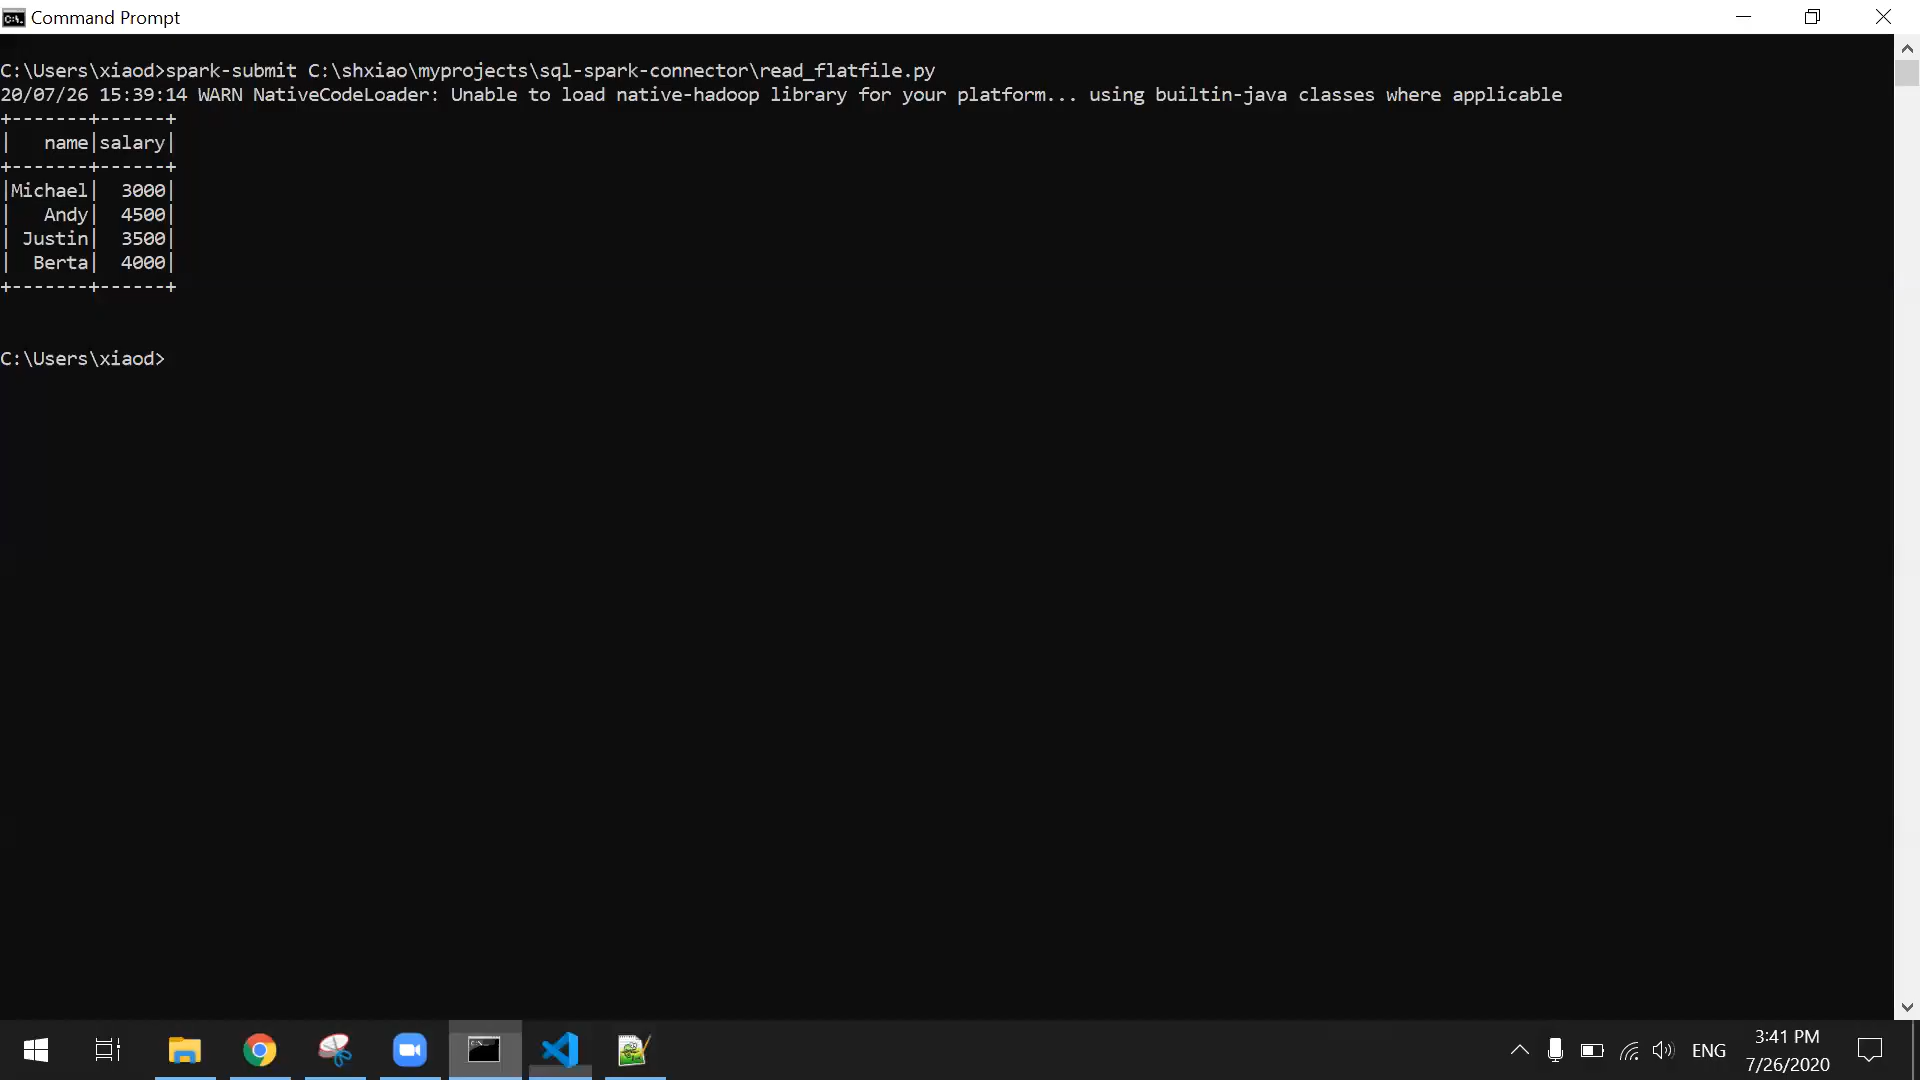 Command Prompt
C:\Users\xiaod>spark-submit C:\shxiao\myprojects\sql-spark-connector\read_flatfile.py
20/07/26 15:39:14 WARN NativeCodeLoader: Unable to load native-hadoop library for your platform... using builtin-java classes where applicable
+-------+------+
|   name|salary|
+-------+------+
|Michael|  3000|
|   Andy|  4500|
| Justin|  3500|
|  Berta|  4000|
+-------+------+
C:\Users\xiaod>
ENG
3:41 PM
7/26/2020